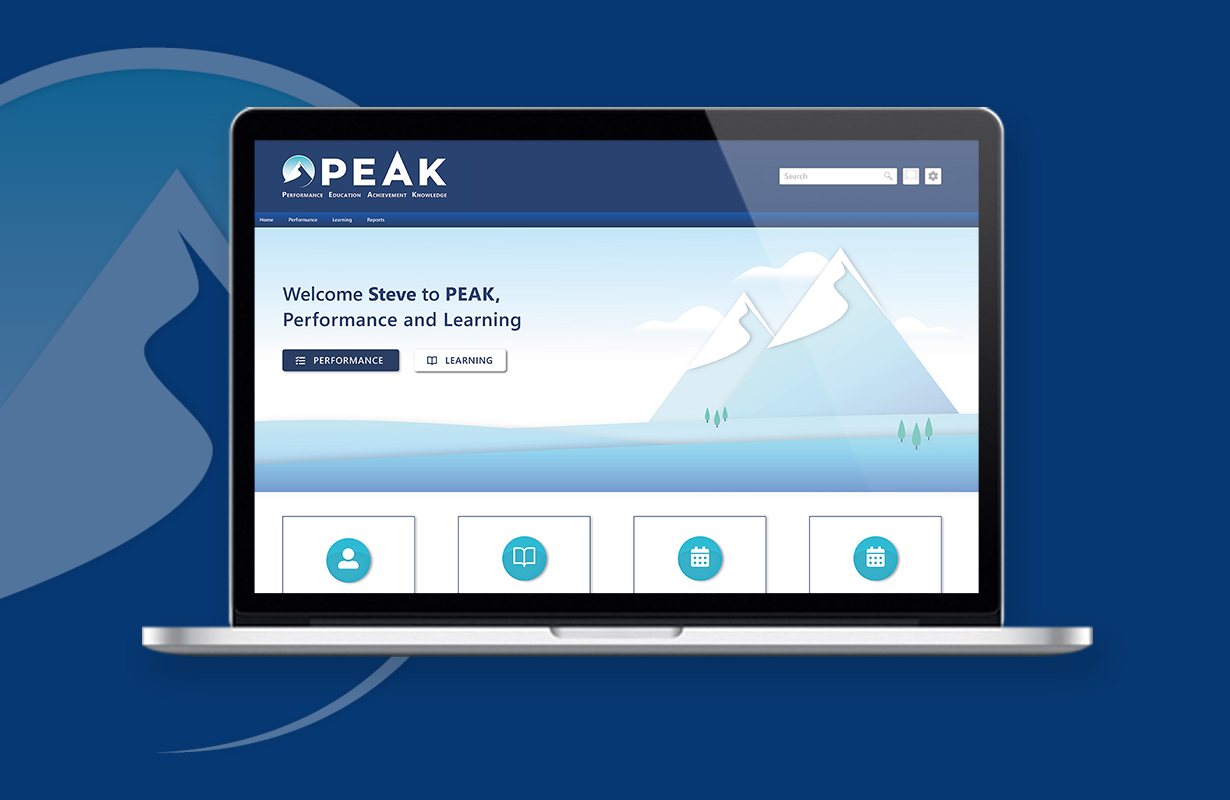 PEAK
PERFORMANCE EDUCATION ACHIEVEMENT KNOWLEDGE
Search
Home Performance Learning Reports
Welcome Steve to PEAK,
Performance and Learning
PERFORMANCE LEARNING